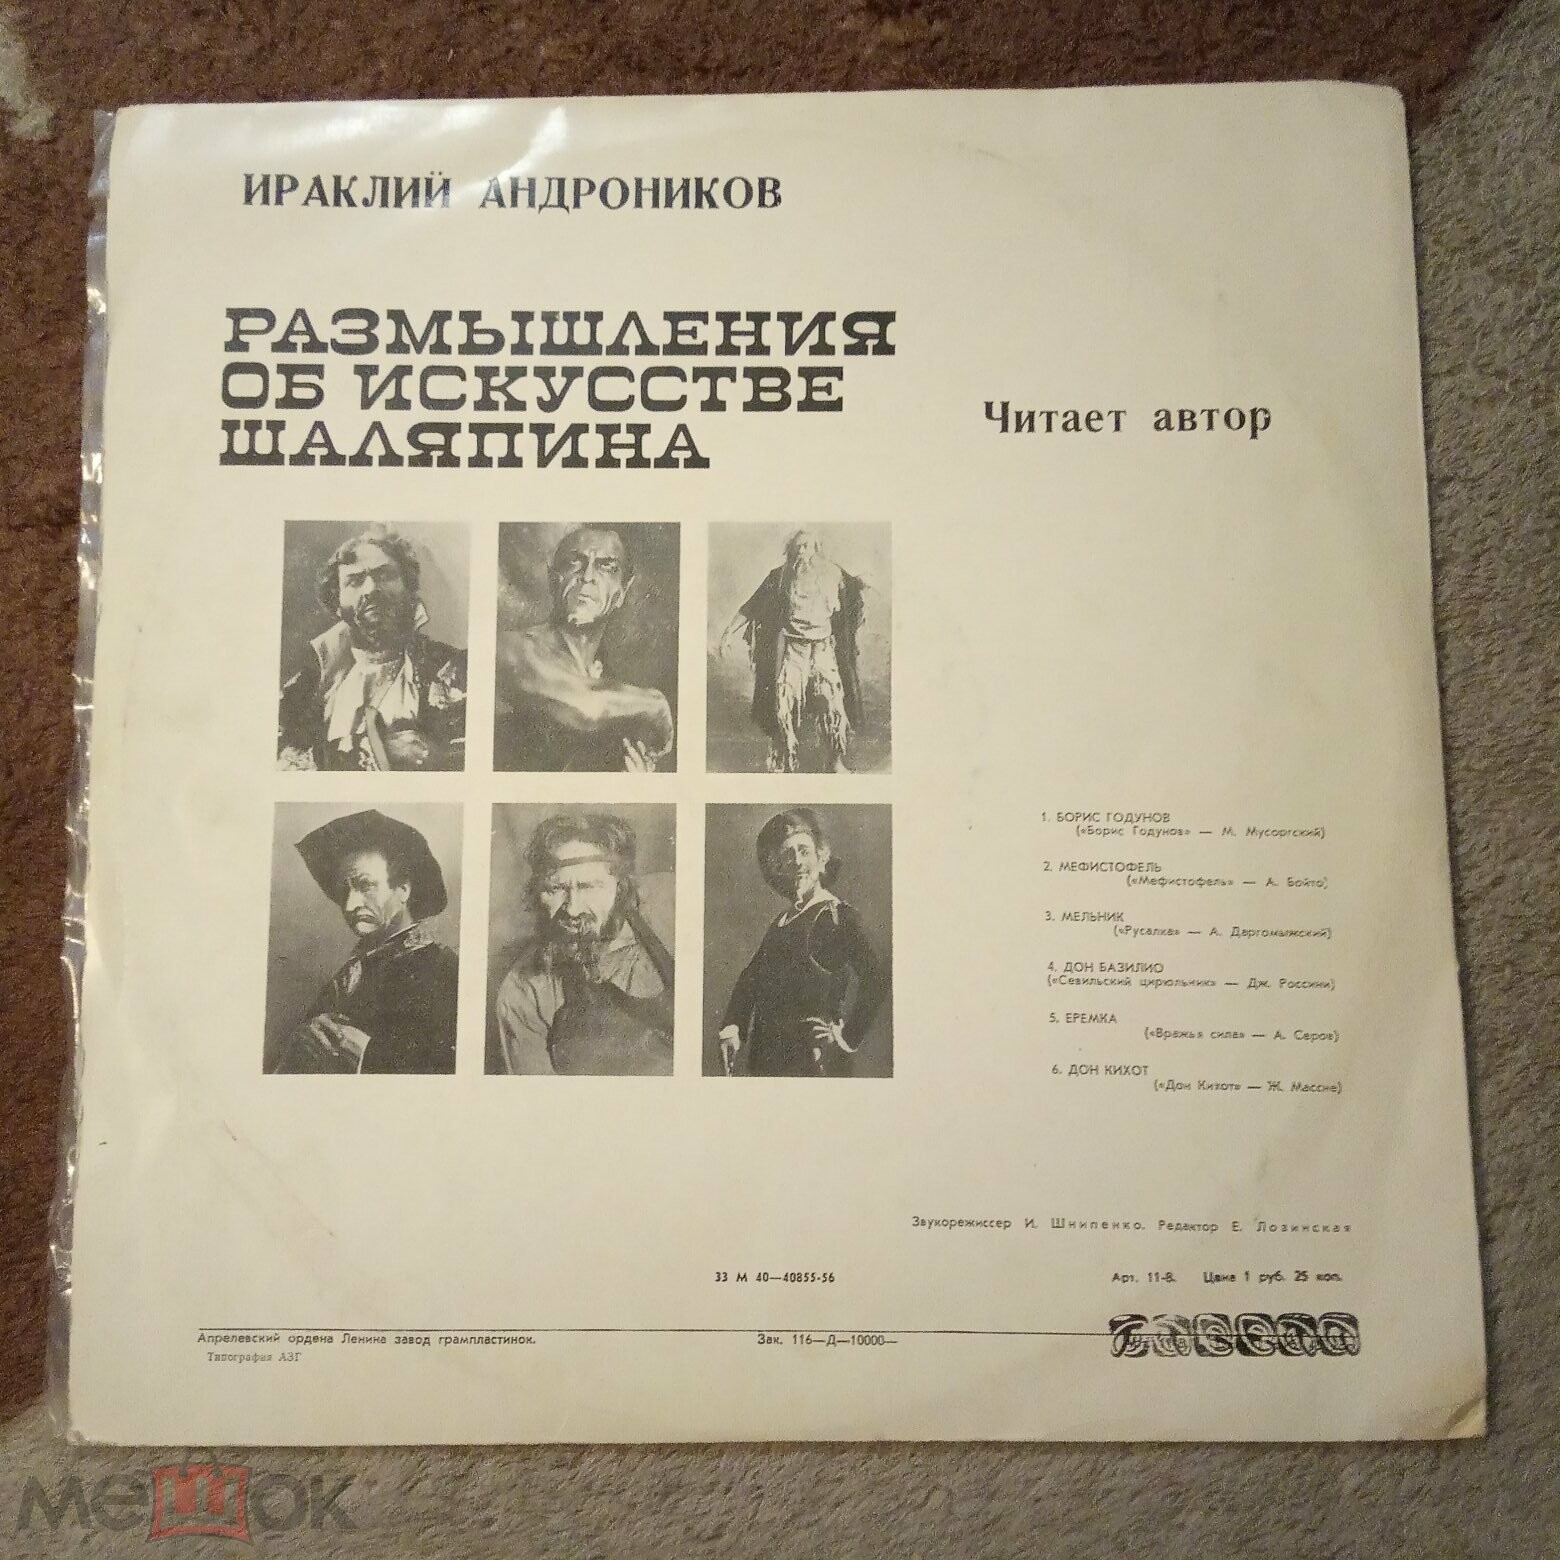 ИРАКЛИЙ АНДРОНИКОВ
РАЗМЫШЛЕНИЯ
ОБ ИСКУССТВЕ
ШАЛЯПИНА
Читает автор
1. БОРИС ГОДУНОВ
(«Борис Годунов» — М. Мусоргский)
2. МЕФИСТОФЕЛЬ
(«Мефистофель» — А. Бойто)
3. МЕЛЬНИК
(«Русалка» — А. Даргомыжский)
4. ДОН БАЗИЛИО
(«Севильский цирюльник» — Дж. Россини)
5. ЕРЕМКА
(«Вражья сила» — А. Серов)
6. ДОН КИХОТ
(«Дон Кихот» — Ж. Массне)
Звукорежиссер И. Шнипенко. Редактор Е. Лозинская
33 М 40—40855-56
Арт. 11-8. Цена 1 руб. 25 коп.
Апрелевский ордена Ленина завод грампластинок.
Зак. 116—Д—10000—
Типография АЗГ
мешок